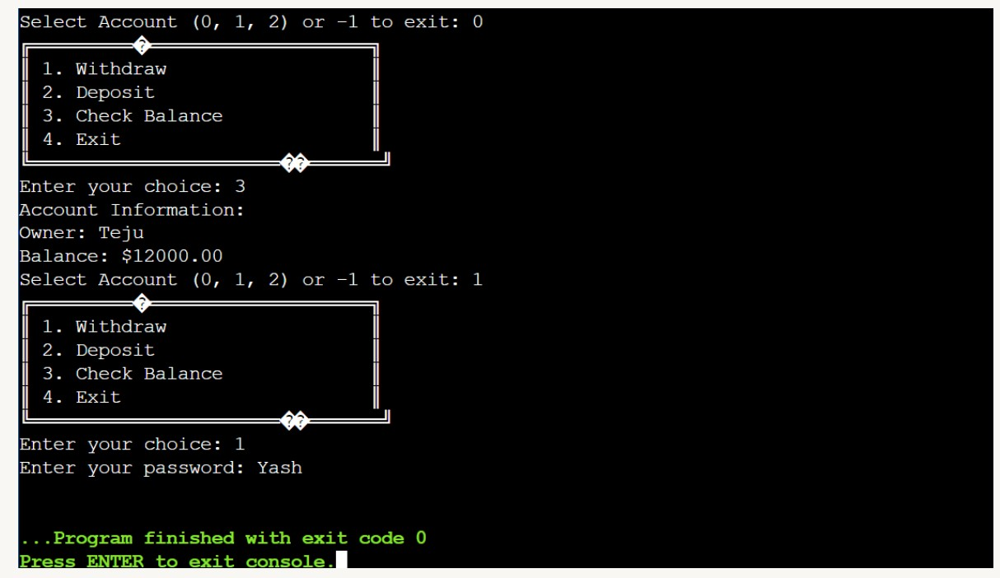 Select Account (0, 1, 2) or -1 to exit: 0
╔═════════�═══════════════════╗
║ 1. Withdraw                 ║
║ 2. Deposit                  ║
║ 3. Check Balance            ║
║ 4. Exit                     ║
╚══════════════════════��══════╝
Enter your choice: 3
Account Information:
Owner: Teju
Balance: $12000.00
Select Account (0, 1, 2) or -1 to exit: 1
╔═════════�═══════════════════╗
║ 1. Withdraw                 ║
║ 2. Deposit                  ║
║ 3. Check Balance            ║
║ 4. Exit                     ║
╚══════════════════════��══════╝
Enter your choice: 1
Enter your password: Yash
...Program finished with exit code 0
Press ENTER to exit console.